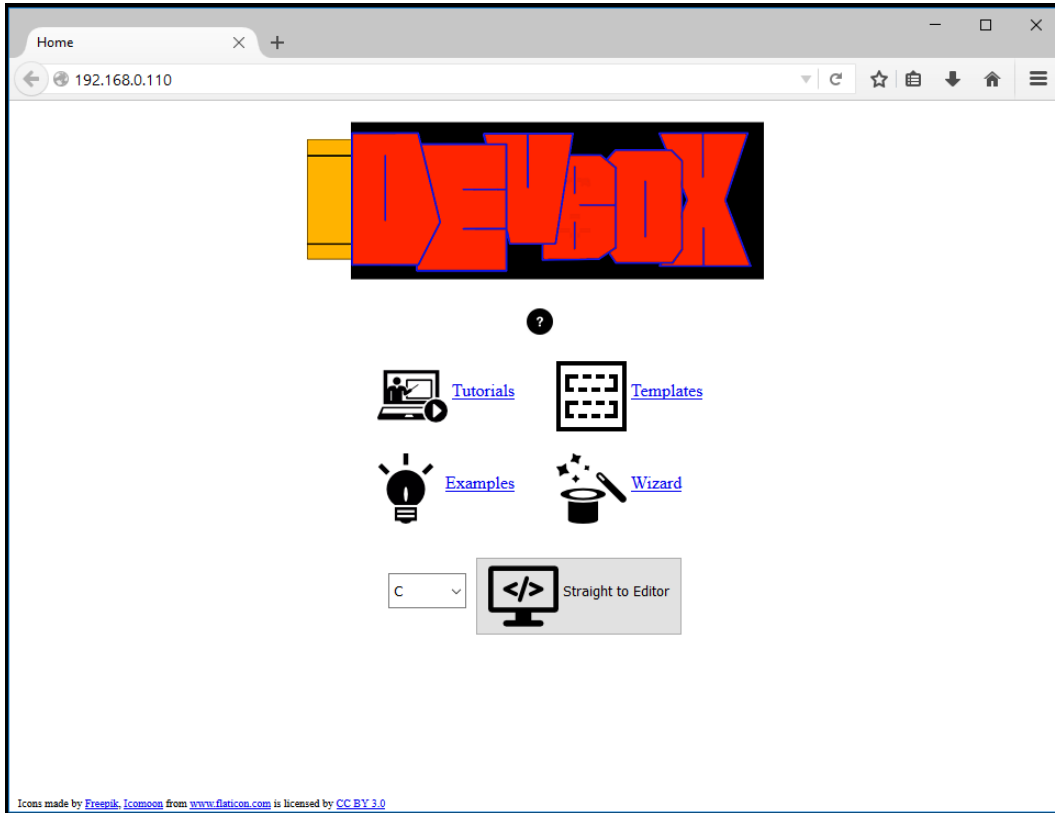 Home
192.168.0.110
DEVBOX
?
Tutorials
Templates
Examples
Wizard
C
</> Straight to Editor
Icons made by Freepik, Icomoon from www.flaticon.com is licensed by CC BY 3.0